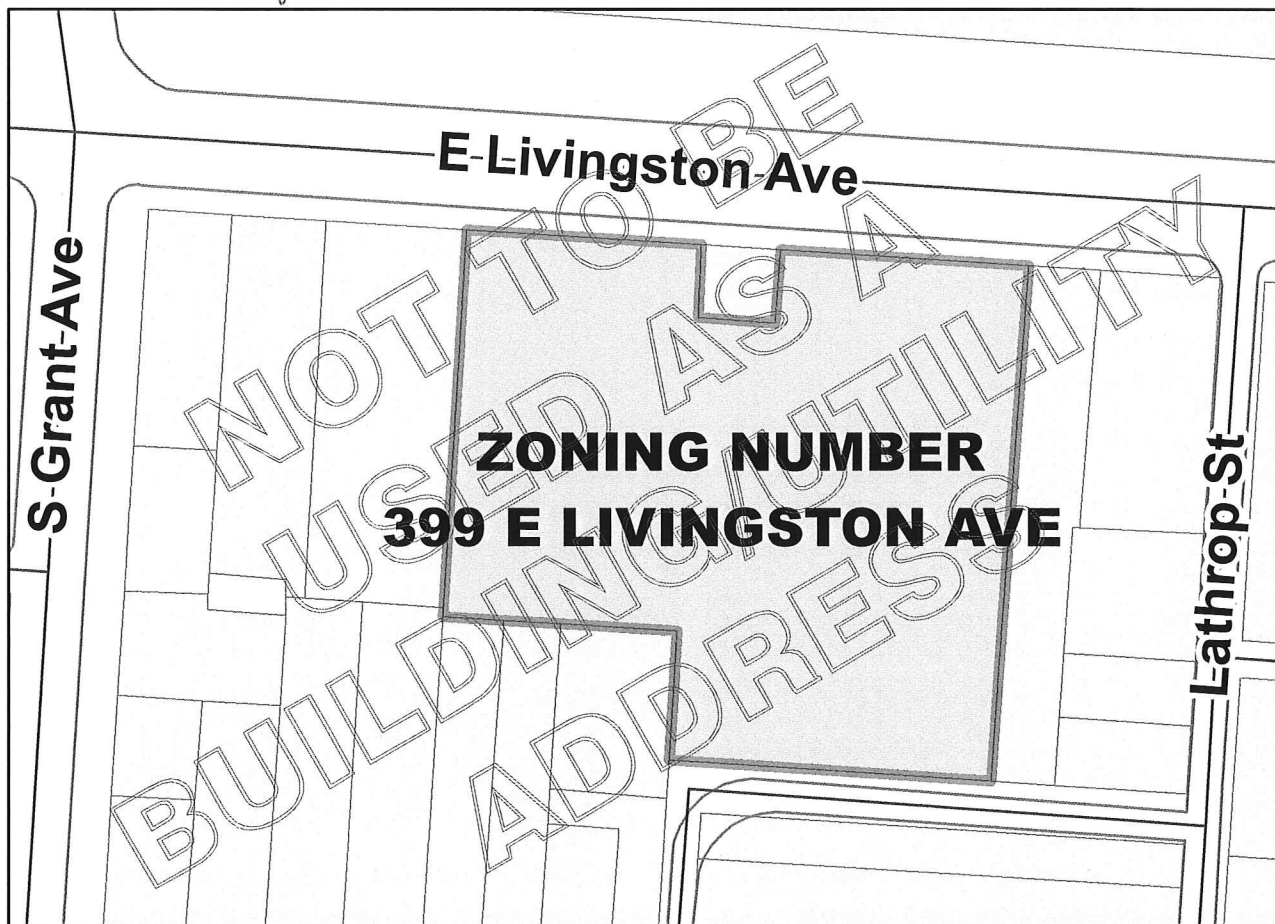 E Livingston Ave
S Grant Ave
NOT TO BE
USED AS A
BUILDING/UTILITY
ADDRESS
ZONING NUMBER
399 E LIVINGSTON AVE
Lathrop St